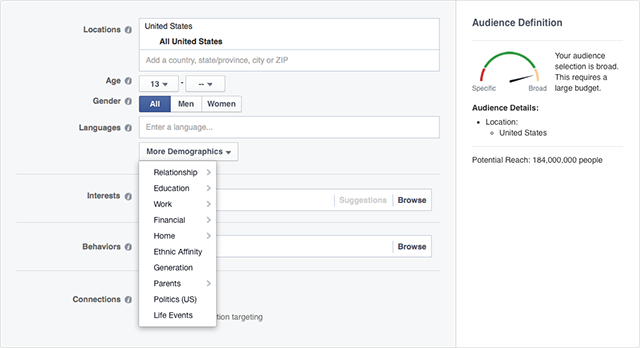 Locations
United States
All United States
Add a country, state/province, city or ZIP
Age
13 - --
Gender
All Men Women
Languages
Enter a language...
More Demographics
Relationship
Education
Work
Financial
Home
Ethnic Affinity
Generation
Parents
Politics (US)
Life Events
Interests
Suggestions Browse
Behaviors
Browse
Connections
tion targeting
Audience Definition
Specific Broad
Your audience
selection is broad.
This requires a
large budget.
Audience Details:
Location:
United States
Potential Reach: 184,000,000 people